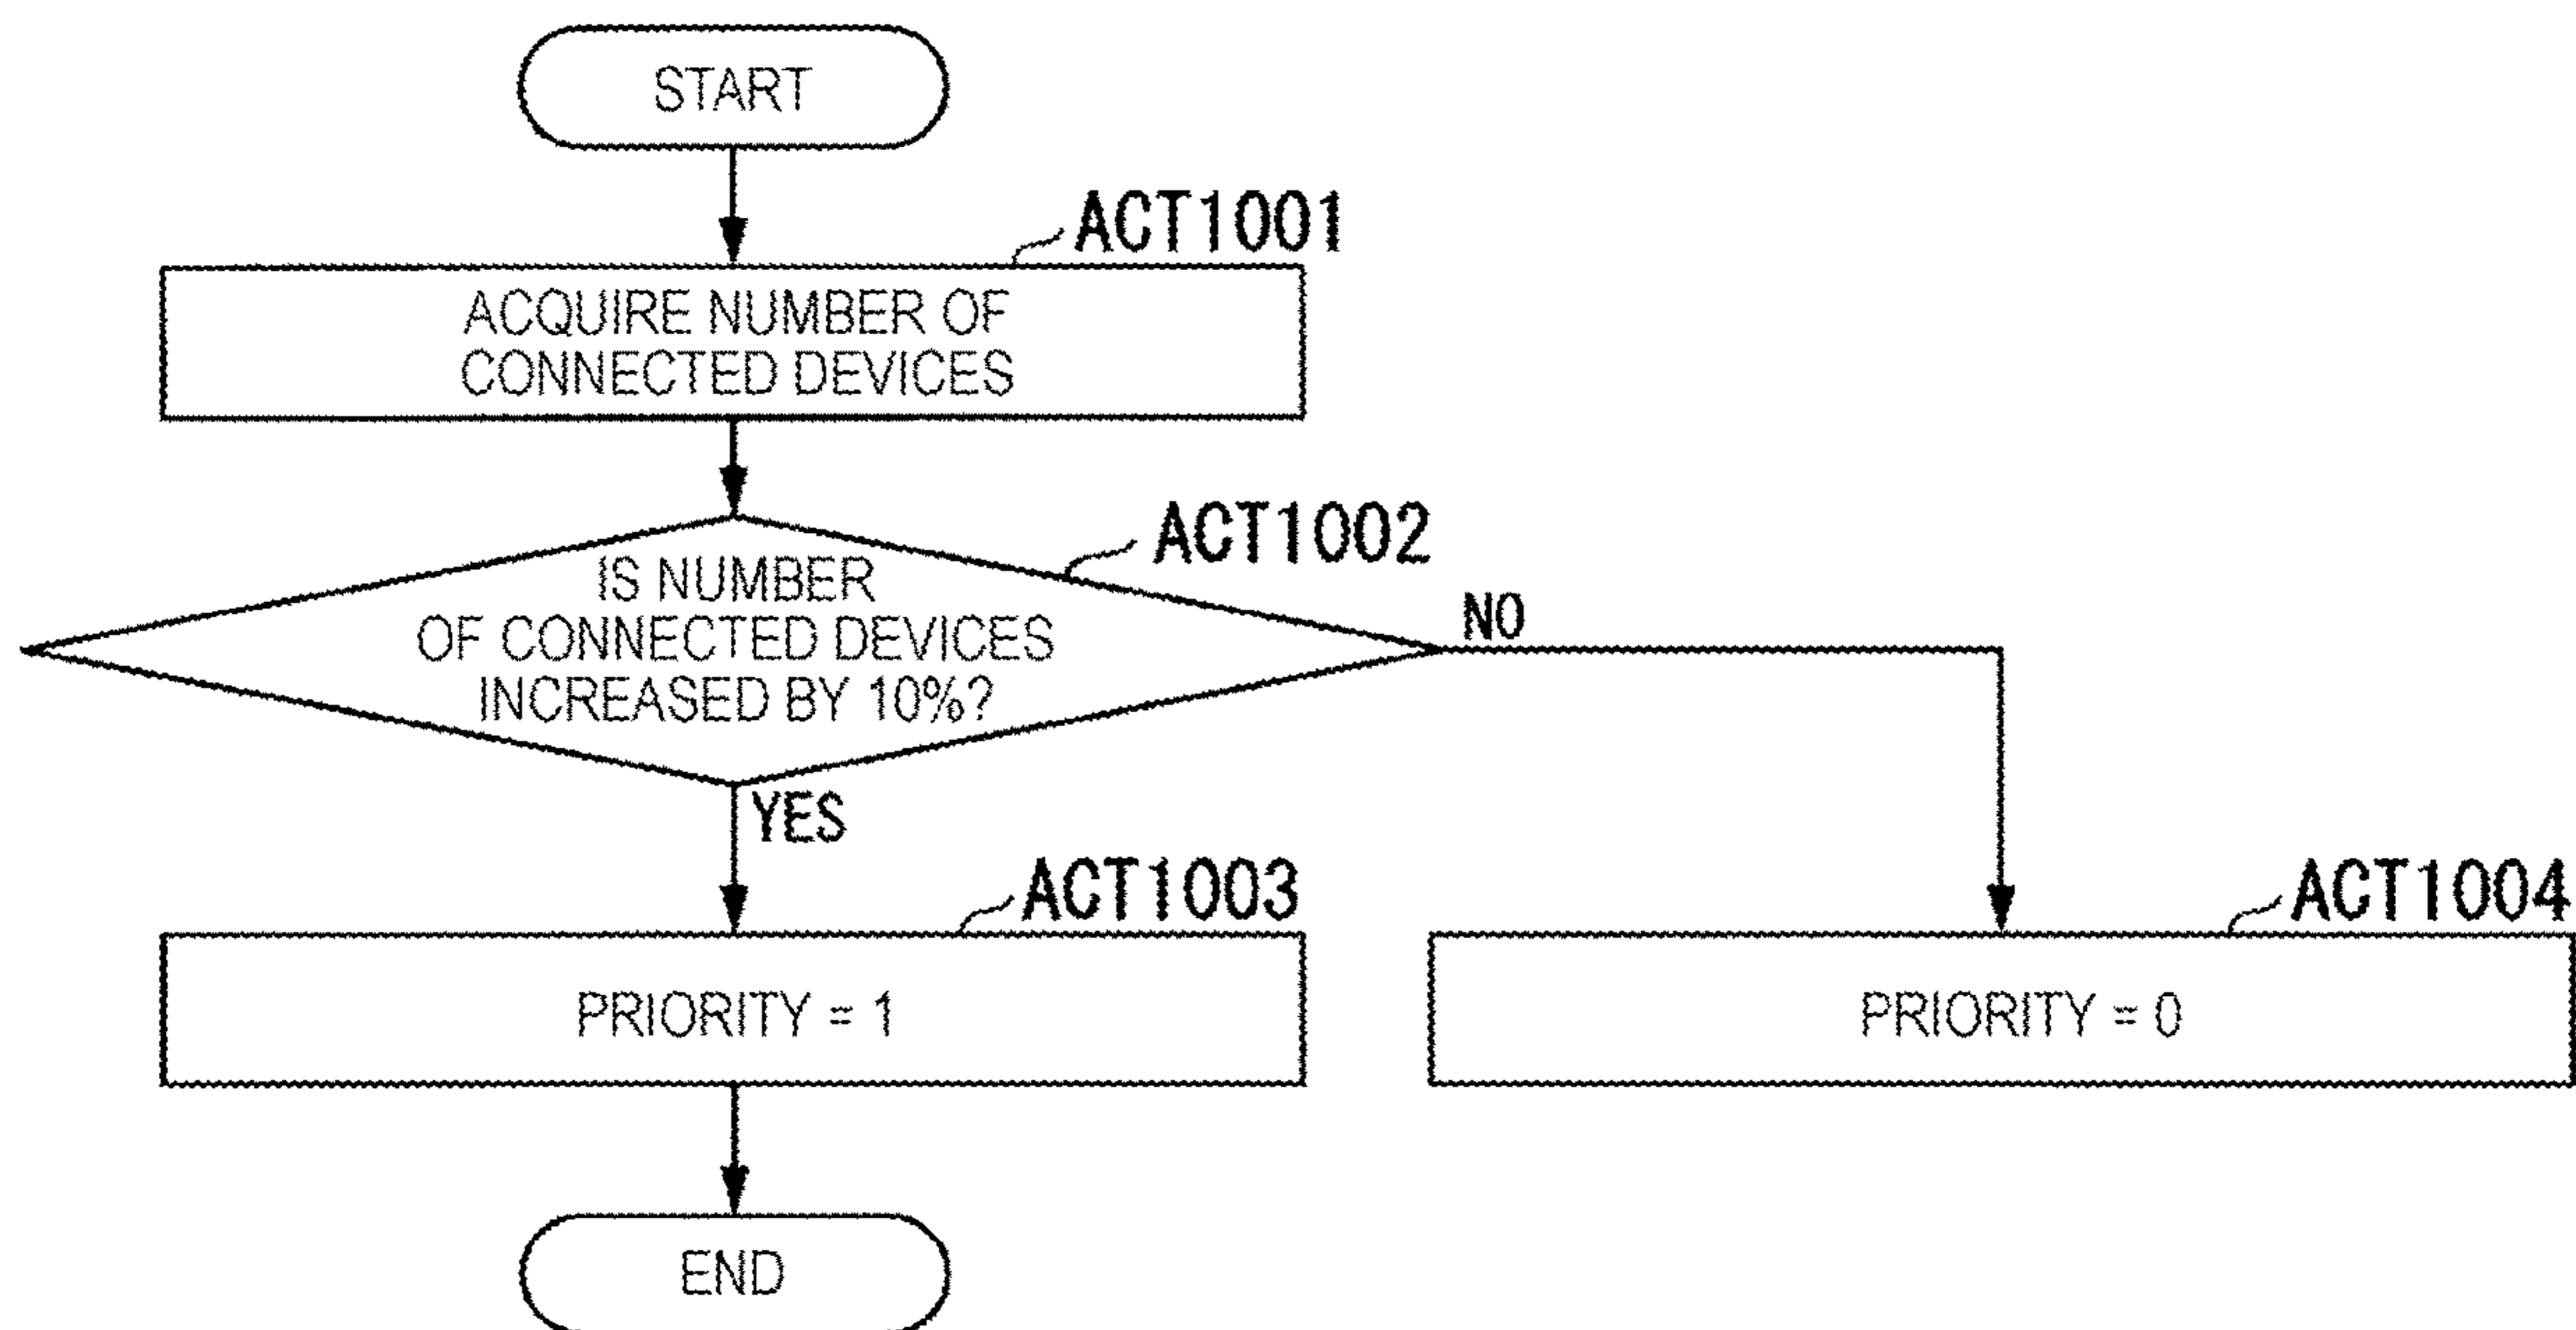 START
ACT1001
ACQUIRE NUMBER OF
CONNECTED DEVICES
ACT1002
IS NUMBER
OF CONNECTED DEVICES
INCREASED BY 10%?
NO
YES
ACT1003
PRIORITY = 1
ACT1004
PRIORITY = 0
END